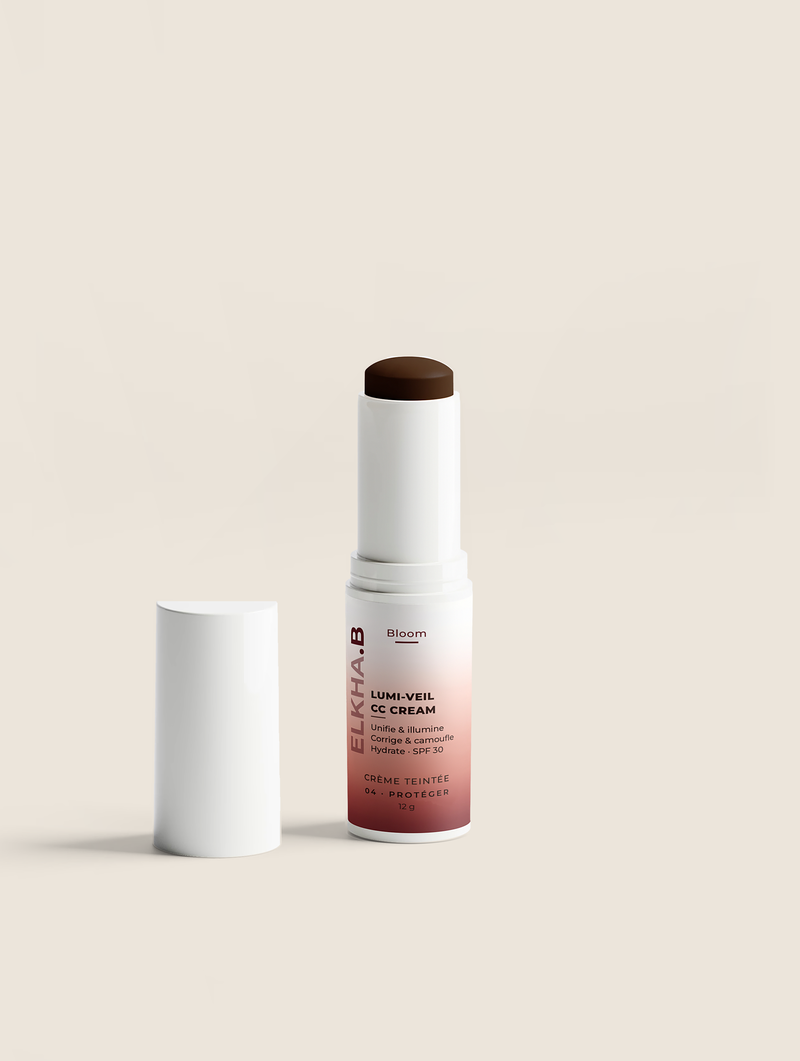 ELKHA.B
Bloom
LUMI-VEIL
CC CREAM
Unifie & illumine
Corrige & camoufle
Hydrate · SPF 30
CRÈME TEINTÉE
04 · PROTÉGER
12 g